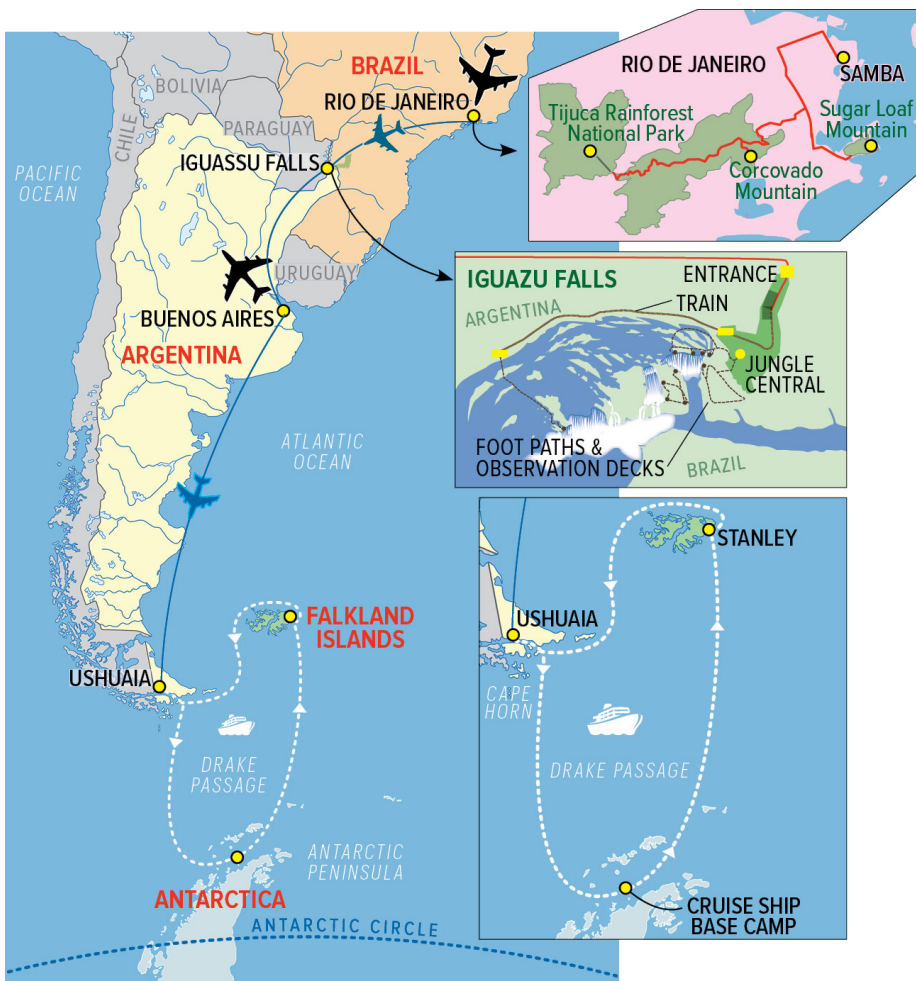 BRAZIL
RIO DE JANEIRO
BOLIVIA
PARAGUAY
CHILE
PACIFIC
OCEAN
IGUASSU FALLS
URUGUAY
BUENOS AIRES
ARGENTINA
ATLANTIC
OCEAN
FALKLAND
ISLANDS
USHUAIA
DRAKE
PASSAGE
ANTARCTIC
PENINSULA
ANTARCTICA
ANTARCTIC CIRCLE
RIO DE JANEIRO
SAMBA
Tijuca Rainforest
National Park
Sugar Loaf
Mountain
Corcovado
Mountain
IGUAZU FALLS
ENTRANCE
TRAIN
ARGENTINA
JUNGLE
CENTRAL
FOOT PATHS &
OBSERVATION DECKS
BRAZIL
STANLEY
USHUAIA
CAPE
HORN
DRAKE PASSAGE
CRUISE SHIP
BASE CAMP